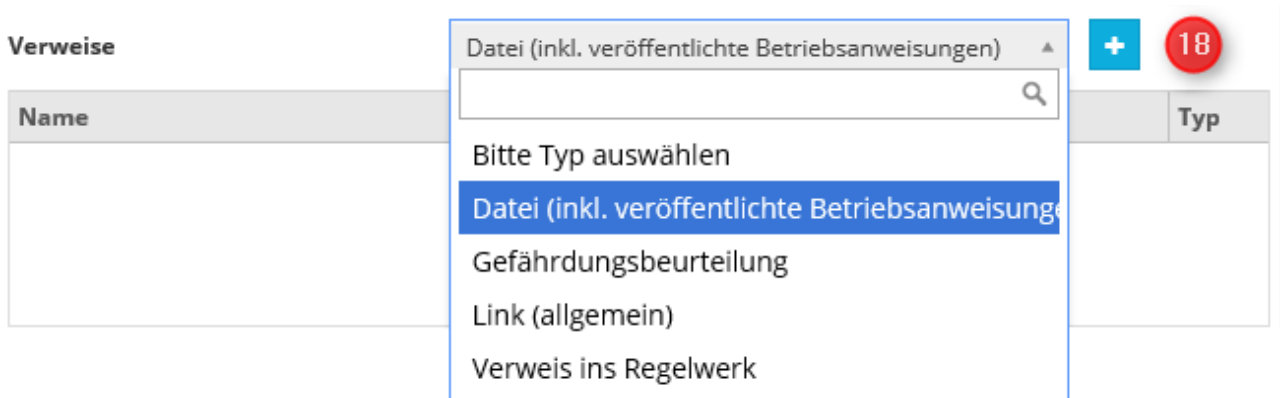 Verweise
Datei (inkl. veröffentlichte Betriebsanweisungen)
18
Name
Typ
Bitte Typ auswählen
Datei (inkl. veröffentlichte Betriebsanweisunge
Gefährdungsbeurteilung
Link (allgemein)
Verweis ins Regelwerk